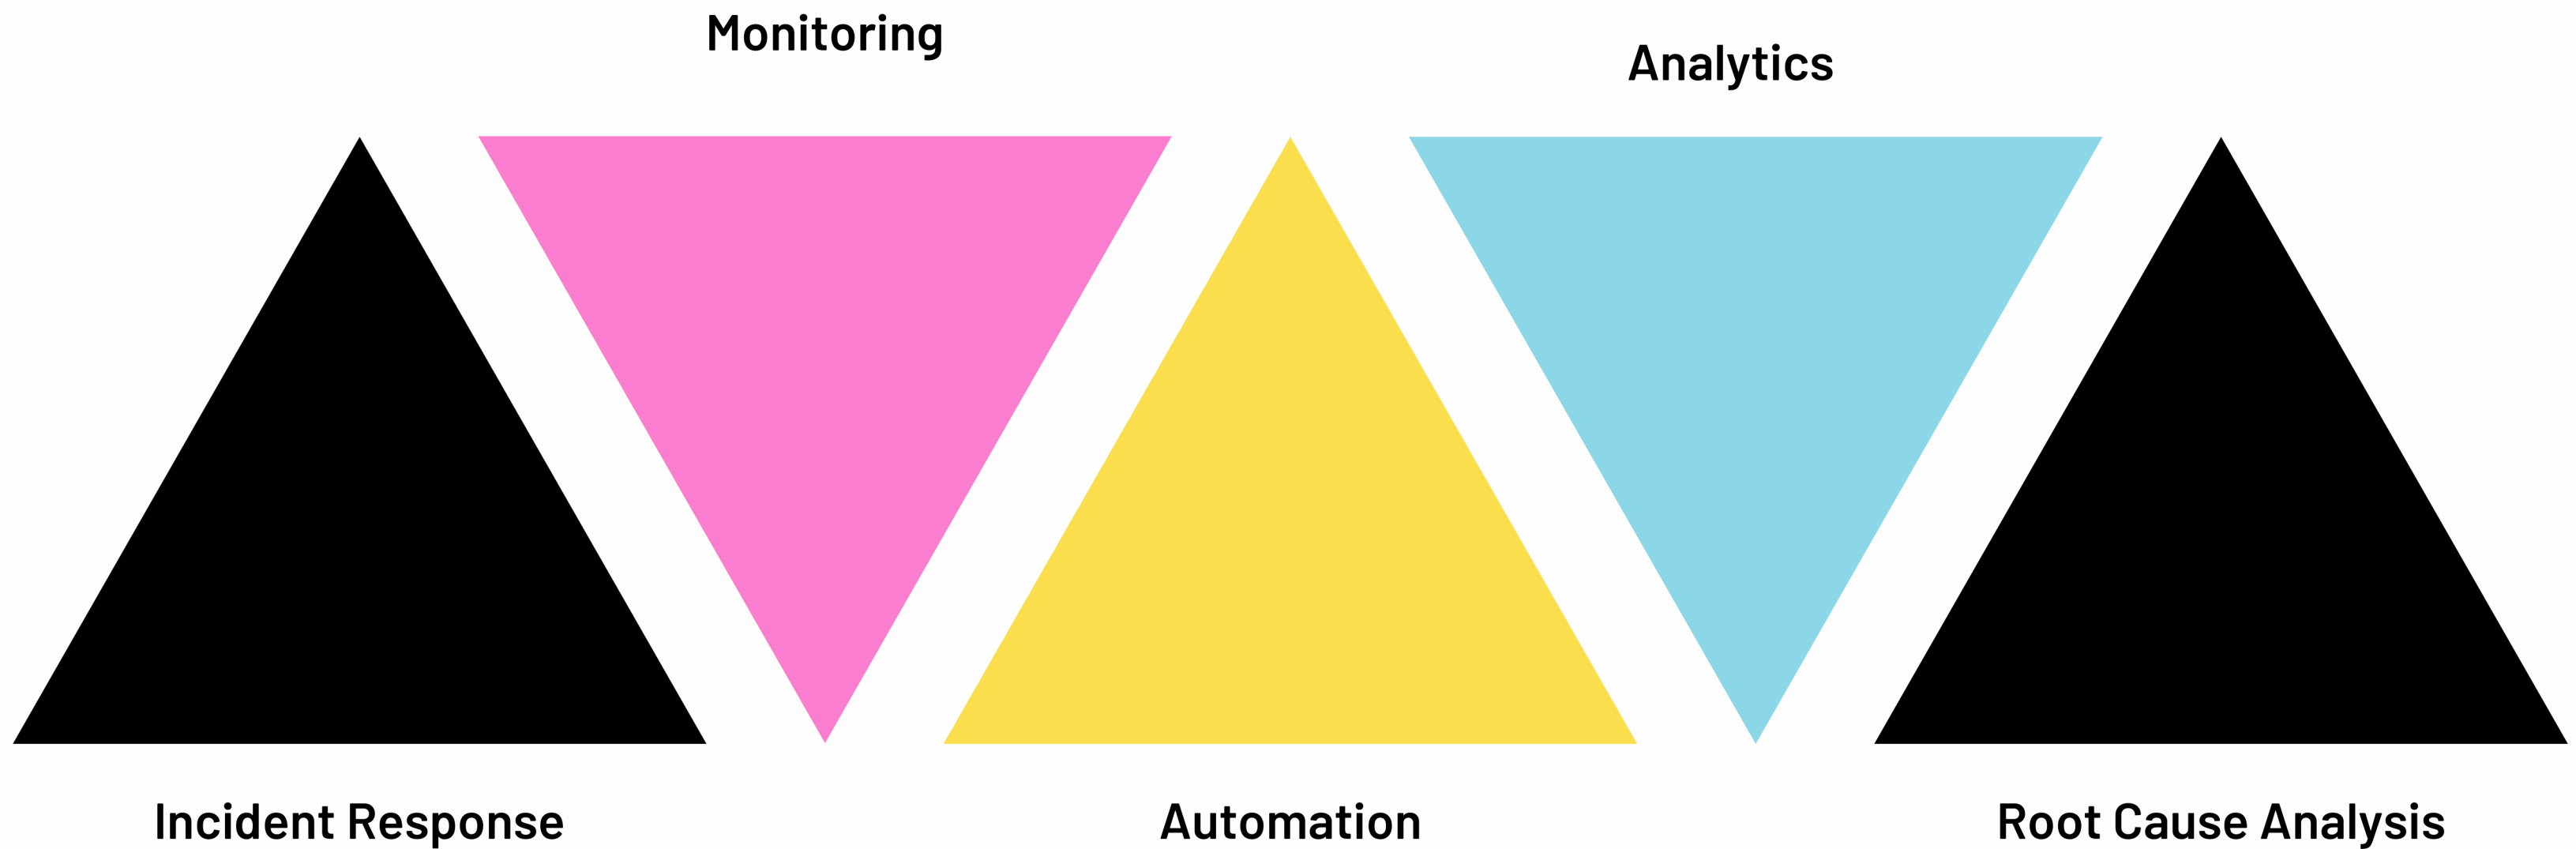 Monitoring
Analytics
Incident Response
Automation
Root Cause Analysis